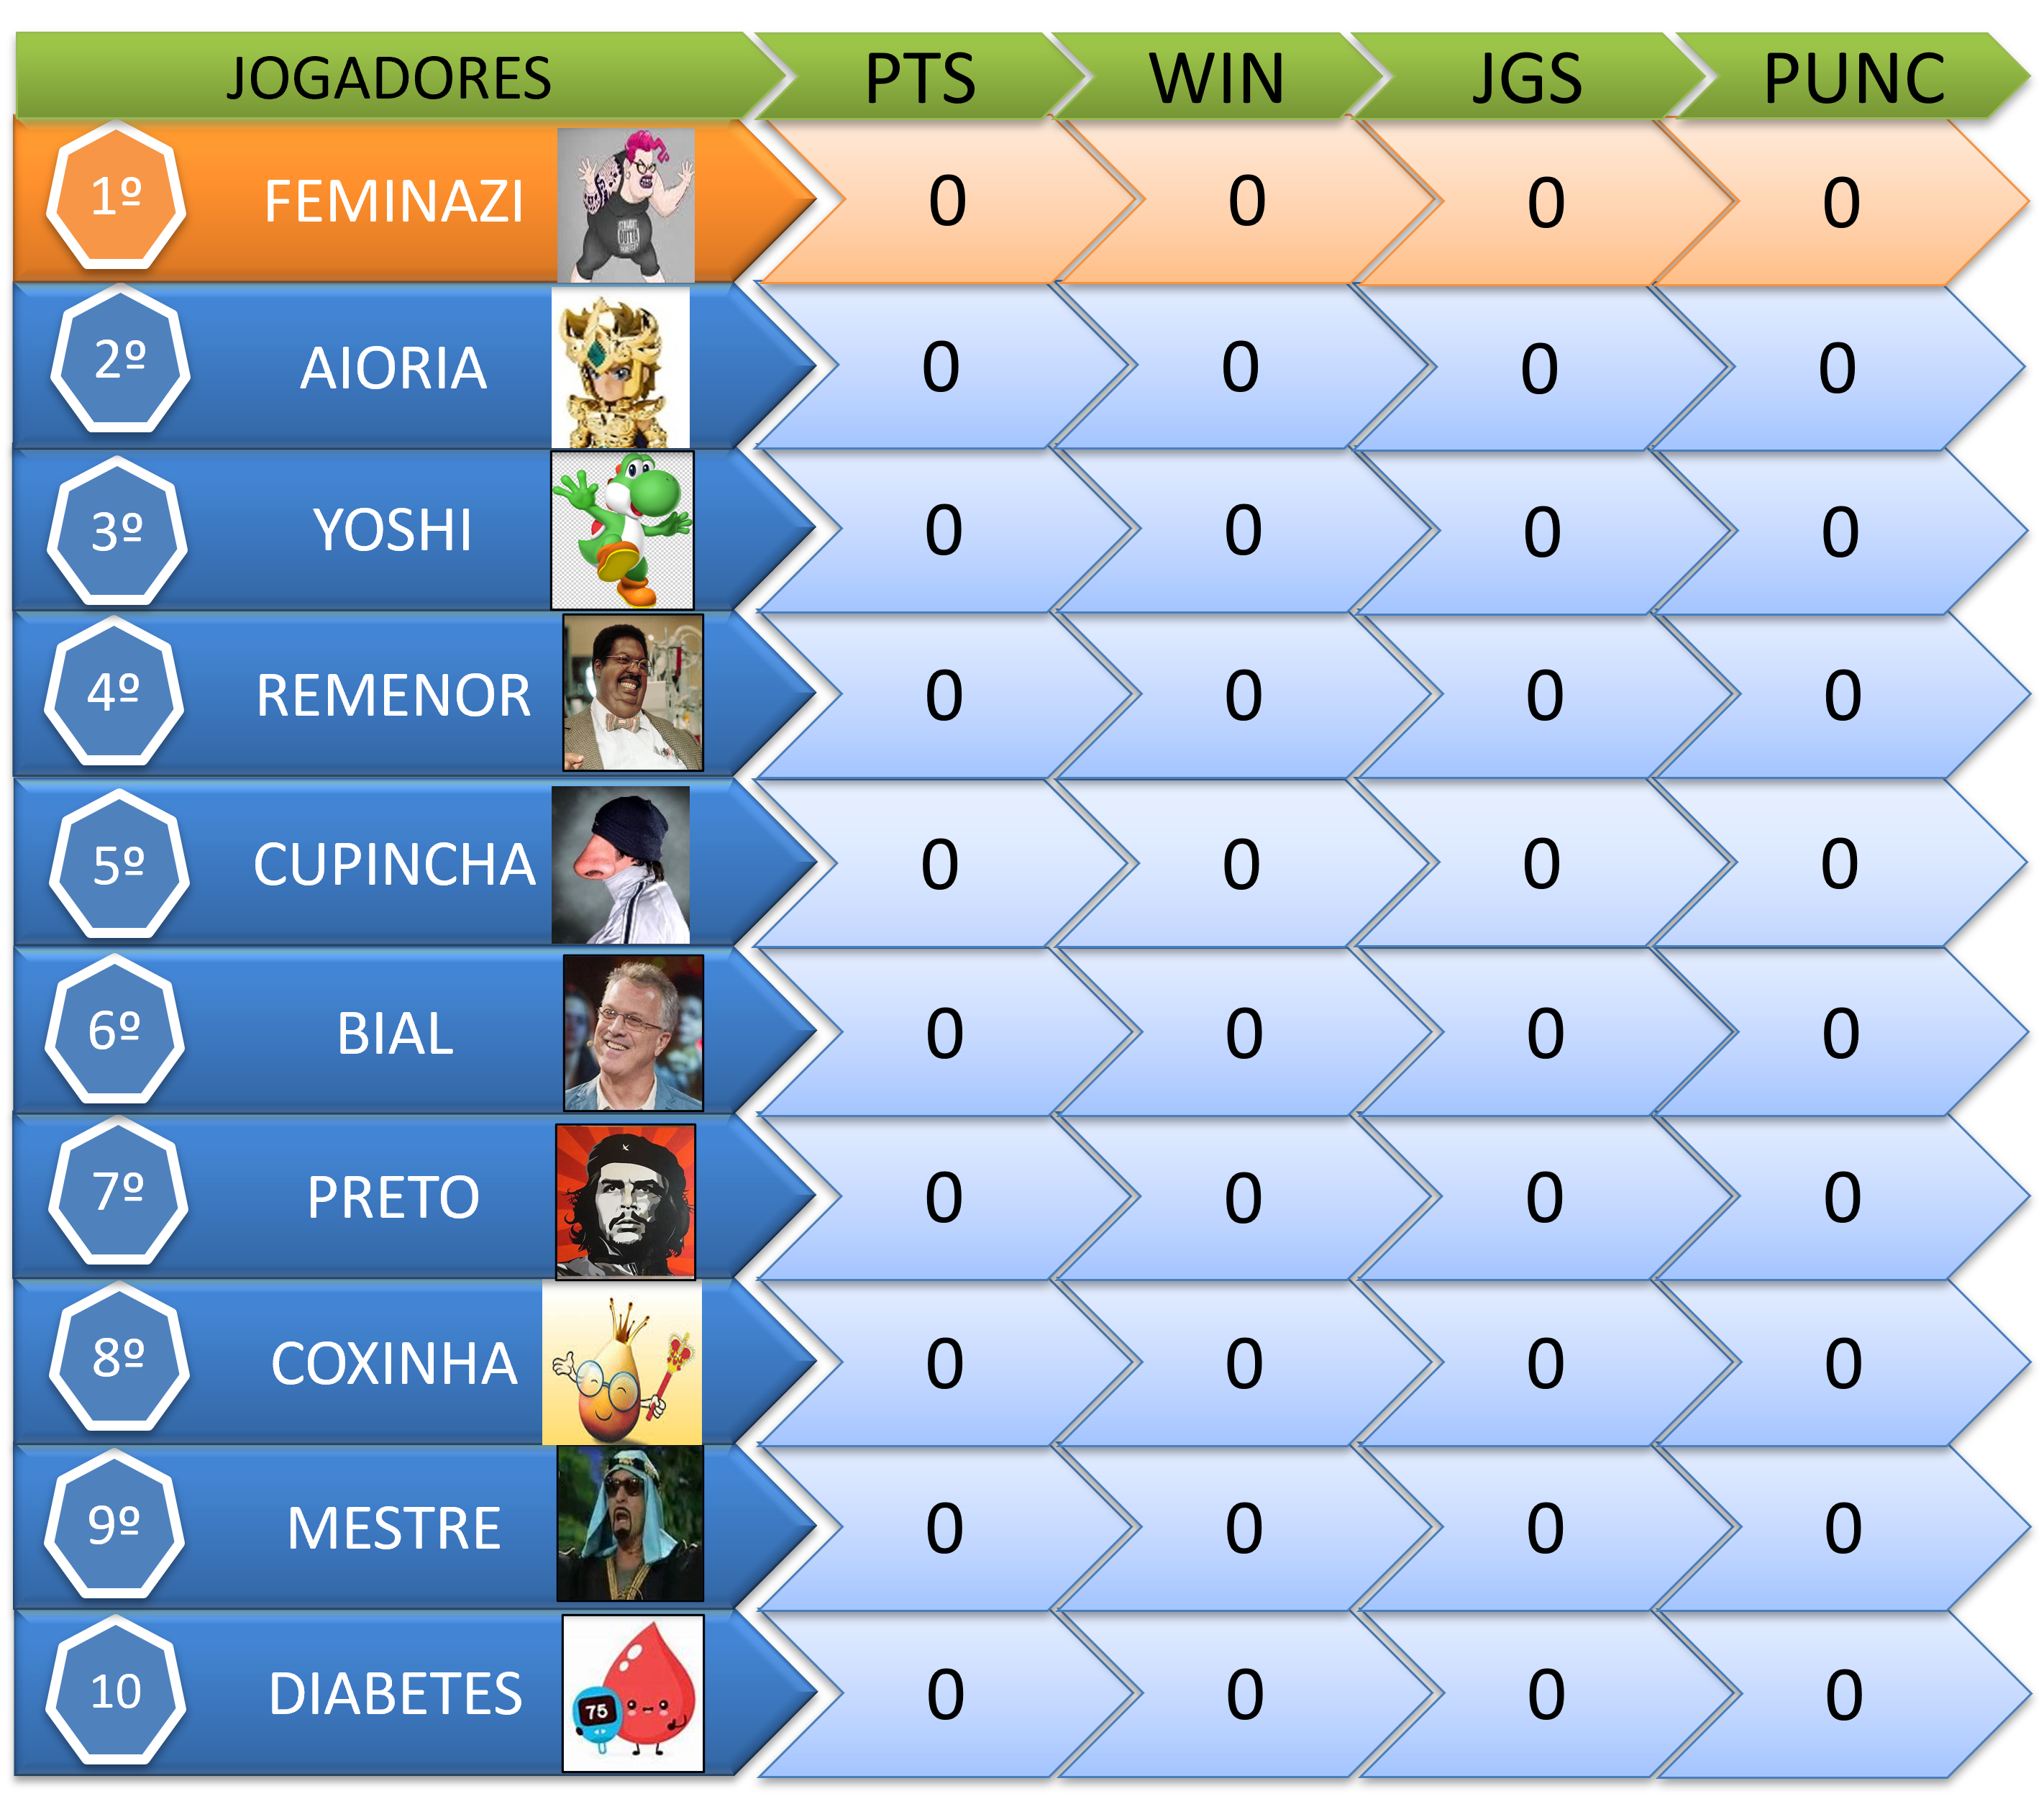 JOGADORES PTS WIN JGS PUNC
1º FEMINAZI 0 0 0 0
2º AIORIA 0 0 0 0
3º YOSHI 0 0 0 0
4º REMENOR 0 0 0 0
5º CUPINCHA 0 0 0 0
6º BIAL 0 0 0 0
7º PRETO 0 0 0 0
8º COXINHA 0 0 0 0
9º MESTRE 0 0 0 0
10 DIABETES 75 0 0 0 0